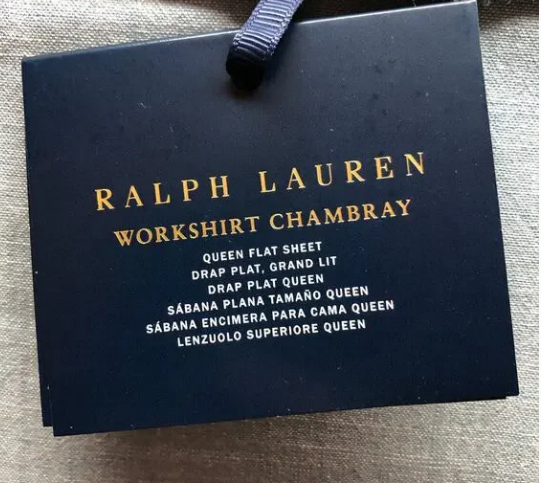 RALPH LAUREN
WORKSHIRT CHAMBRAY
QUEEN FLAT SHEET
DRAP PLAT, GRAND LIT
DRAP PLAT QUEEN
SÁBANA PLANA TAMAÑO QUEEN
SÁBANA ENCIMERA PARA CAMA QUEEN
LENZUOLO SUPERIORE QUEEN